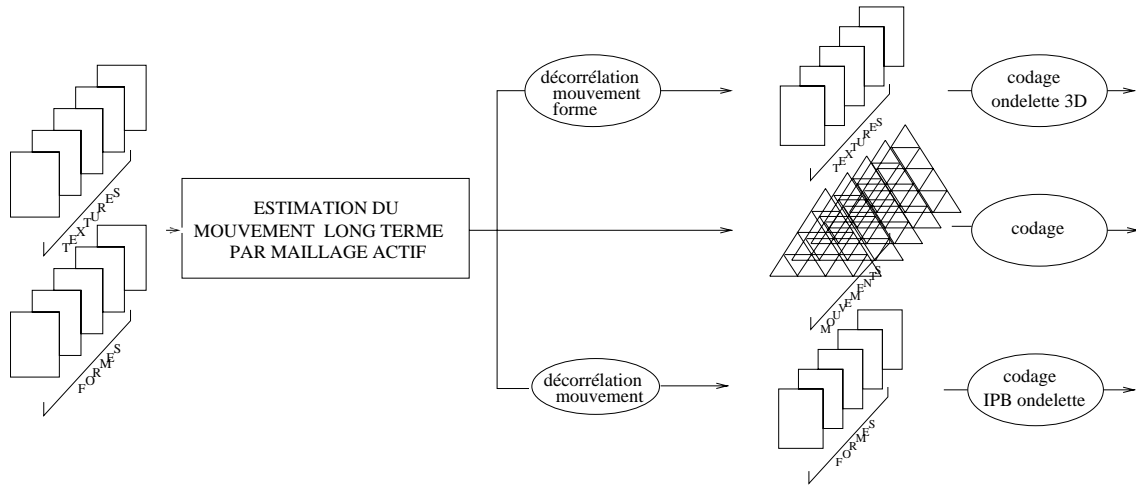 TEXTURES
FORMES
ESTIMATION DU
MOUVEMENT LONG TERME
PAR MAILLAGE ACTIF
décorrélation
mouvement
forme
décorrélation
mouvement
TEXTURES
MOUVEMENTS
FORMES
codage
ondelette 3D
codage
codage
IPB ondelette